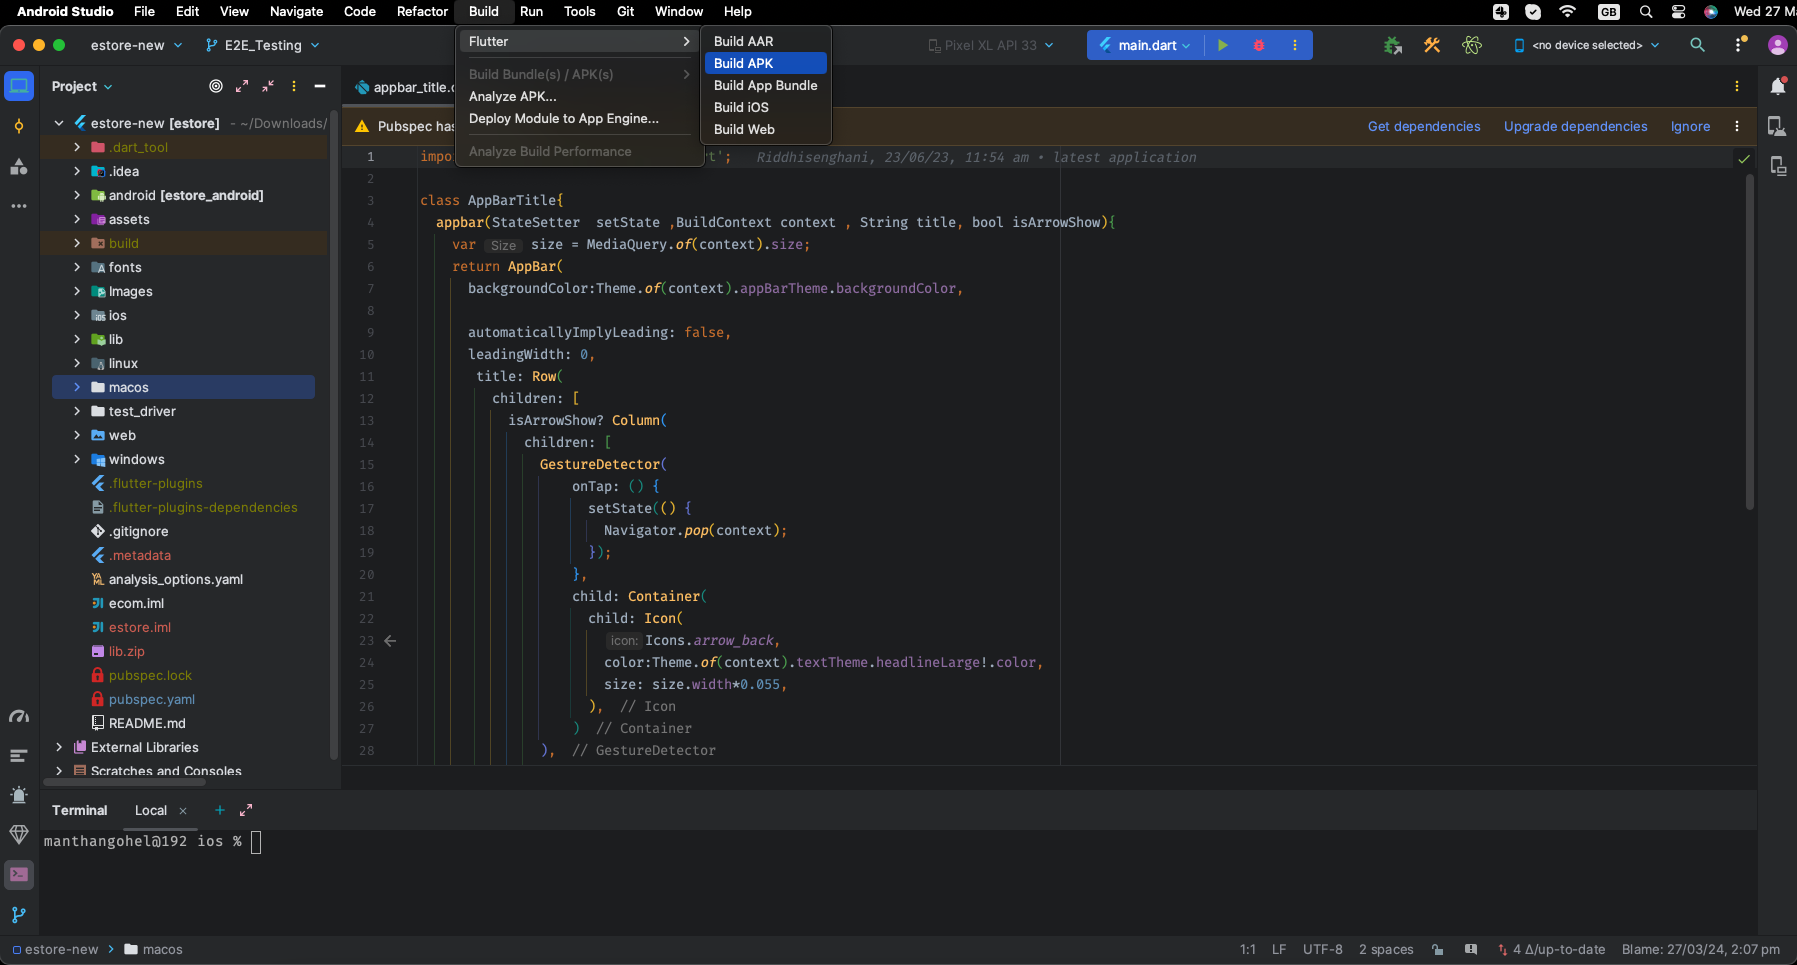 Android Studio File Edit View Navigate Code Refactor Build Run Tools Git Window Help GB Wed 27
estore-new E2E_Testing Pixel XL API 33 main.dart <no device selected>
Flutter
Build Bundle(s) / APK(s)
Analyze APK...
Deploy Module to App Engine...
Analyze Build Performance
Build AAR
Build APK
Build App Bundle
Build iOS
Build Web
Project
estore-new [estore] - ~/Downloads/
.dart_tool
.idea
android [estore_android]
assets
build
fonts
Images
ios
lib
linux
macos
test_driver
web
windows
.flutter-plugins
.flutter-plugins-dependencies
.gitignore
.metadata
analysis_options.yaml
ecom.iml
estore.iml
lib.zip
pubspec.lock
pubspec.yaml
README.md
External Libraries
Scratches and Consoles
appbar_title.
Pubspec has Get dependencies Upgrade dependencies Ignore
1 impo t'; Riddhisenghani, 23/06/23, 11:54 am • latest application
2
3 class AppBarTitle{
4 appbar(StateSetter setState ,BuildContext context , String title, bool isArrowShow){
5 var Size size = MediaQuery.of(context).size;
6 return AppBar(
7 backgroundColor:Theme.of(context).appBarTheme.backgroundColor,
8
9 automaticallyImplyLeading: false,
10 leadingWidth: 0,
11 title: Row(
12 children: [
13 isArrowShow? Column(
14 children: [
15 GestureDetector(
16 onTap: () {
17 setState(() {
18 Navigator.pop(context);
19 });
20 },
21 child: Container(
22 child: Icon(
23 icon: Icons.arrow_back,
24 color:Theme.of(context).textTheme.headlineLarge!.color,
25 size: size.width*0.055,
26 ), // Icon
27 ) // Container
28 ), // GestureDetector
Terminal Local
manthangohel@192 ios %
estore-new macos 1:1 LF UTF-8 2 spaces 4 Δ/up-to-date Blame: 27/03/24, 2:07 pm